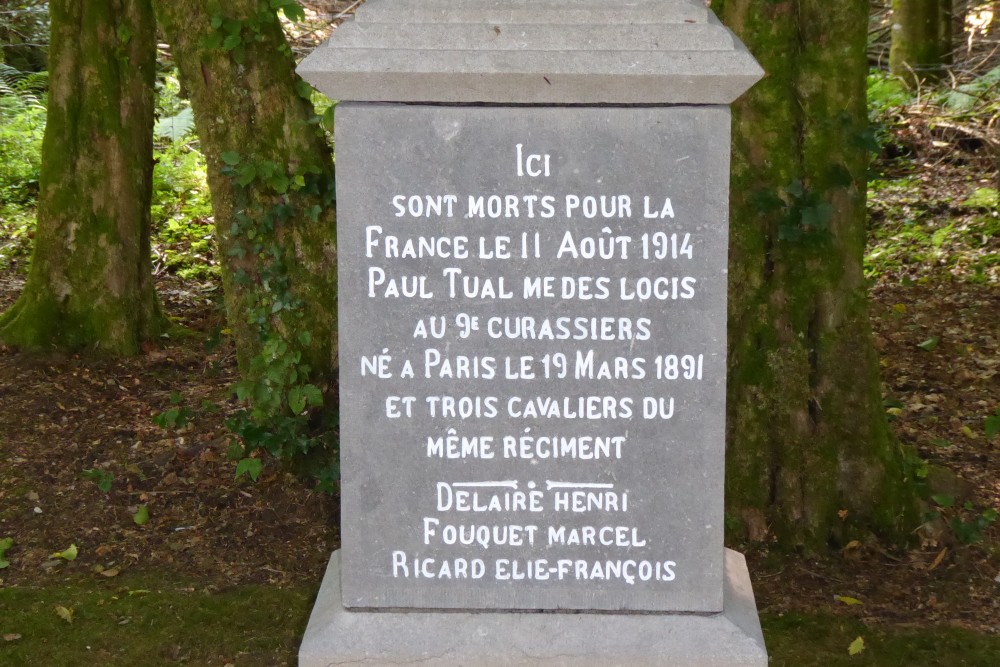 Ici
SONT MORTS POUR LA
FRANCE LE 11 AOÛT 1914
PAUL TUAL ME DES LOGIS
AU 9E CURASSIERS
NÉ A PARIS LE 19 MARS 1891
ET TROIS CAVALIERS DU
MÊME RÉGIMENT
DELAIRE HENRI
FOUQUET MARCEL
RICARD ELIE-FRANÇOIS